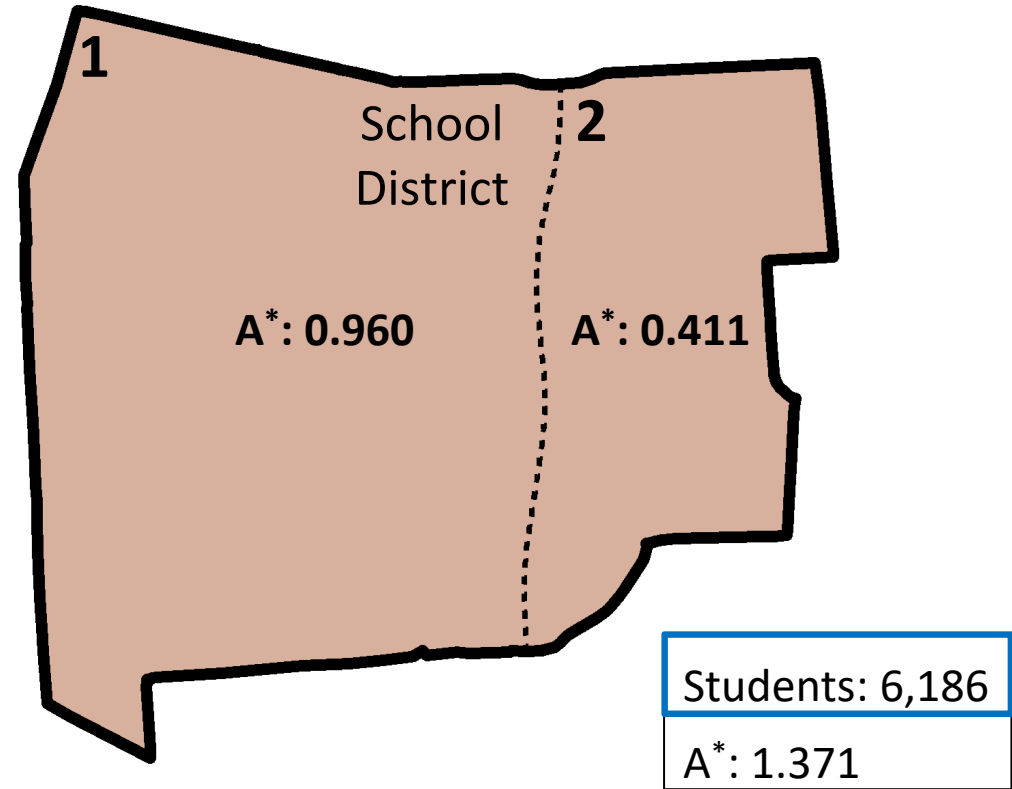 1
School
District
2
A*: 0.960
A*: 0.411
Students: 6,186
A*: 1.371